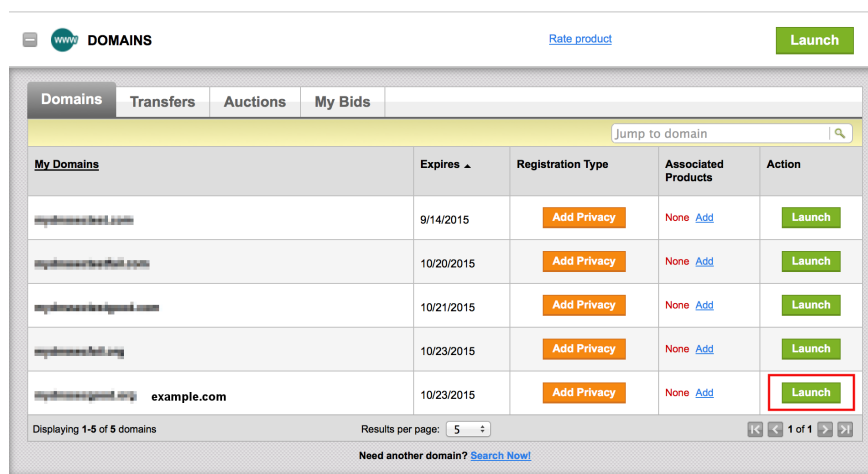 www DOMAINS Rate product Launch
Domains Transfers Auctions My Bids
Jump to domain
My Domains Expires Registration Type Associated Products Action
9/14/2015 Add Privacy None Add Launch
10/20/2015 Add Privacy None Add Launch
10/21/2015 Add Privacy None Add Launch
10/23/2015 Add Privacy None Add Launch
example.com 10/23/2015 Add Privacy None Add Launch
Displaying 1-5 of 5 domains Results per page: 5 1 of 1
Need another domain? Search Now!